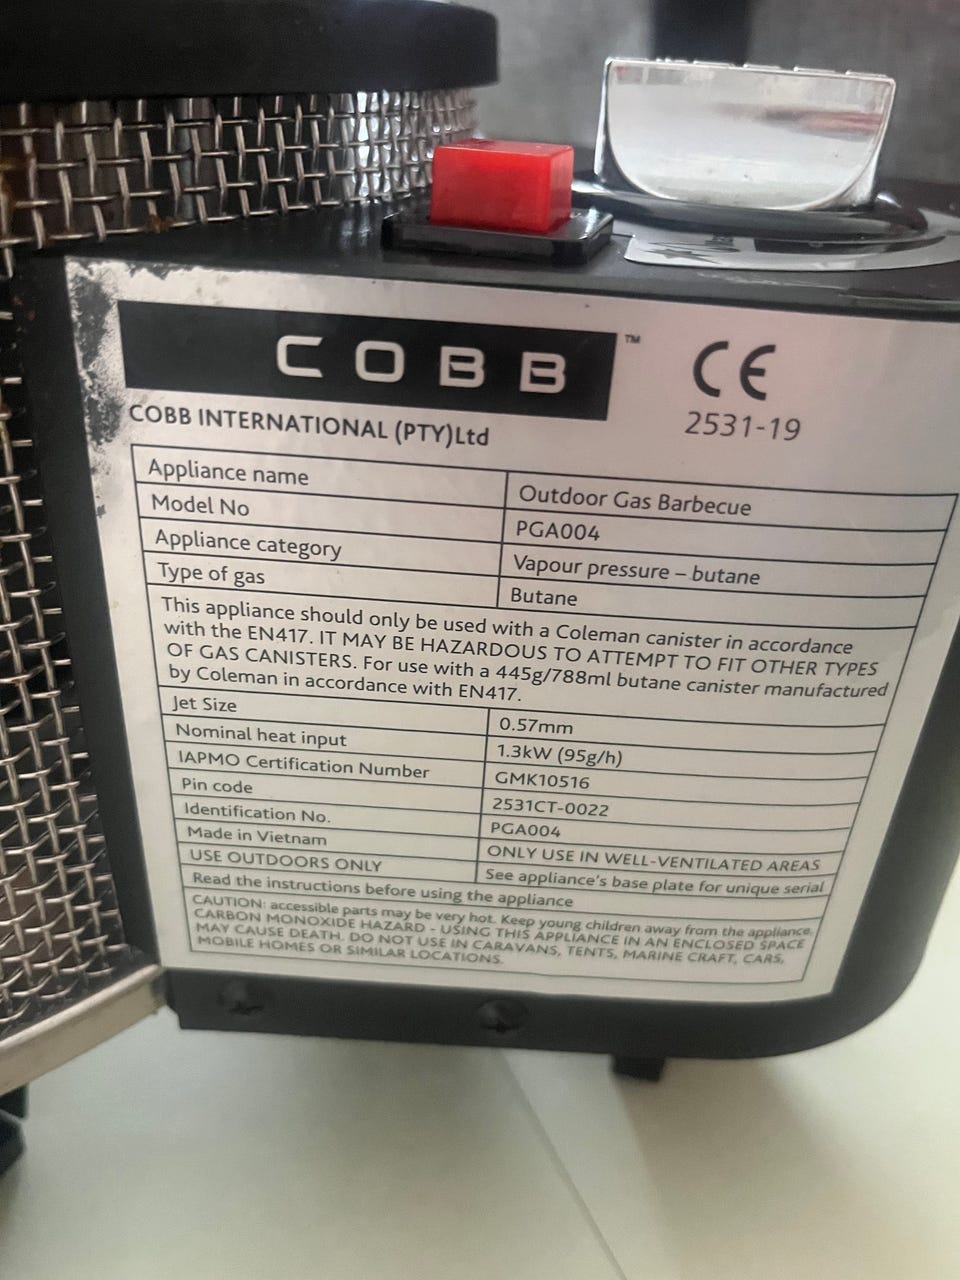 COBB ™
CE
2531-19
COBB INTERNATIONAL (PTY)Ltd
Appliance name Outdoor Gas Barbecue
Model No PGA004
Appliance category Vapour pressure – butane
Type of gas Butane
This appliance should only be used with a Coleman canister in accordance
with the EN417. IT MAY BE HAZARDOUS TO ATTEMPT TO FIT OTHER TYPES
OF GAS CANISTERS. For use with a 445g/788ml butane canister manufactured
by Coleman in accordance with EN417.
Jet Size 0.57mm
Nominal heat input 1.3kW (95g/h)
IAPMO Certification Number GMK10516
Pin code 2531CT-0022
Identification No. PGA004
Made in Vietnam ONLY USE IN WELL-VENTILATED AREAS
USE OUTDOORS ONLY See appliance's base plate for unique serial
Read the instructions before using the appliance
CAUTION: accessible parts may be very hot. Keep young children away from the appliance.
CARBON MONOXIDE HAZARD - USING THIS APPLIANCE IN AN ENCLOSED SPACE
MAY CAUSE DEATH. DO NOT USE IN CARAVANS, TENTS, MARINE CRAFT, CARS,
MOBILE HOMES OR SIMILAR LOCATIONS.